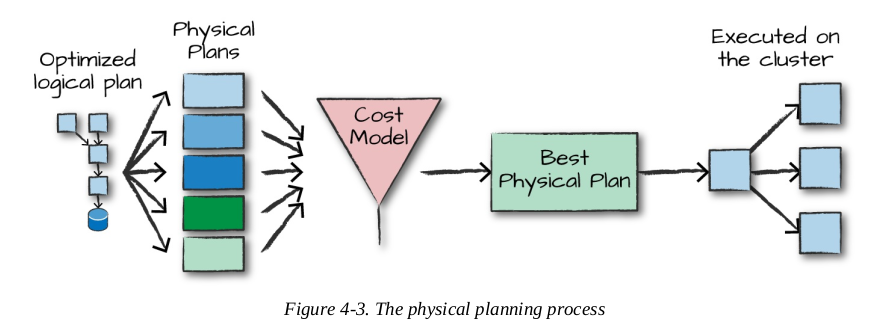 Optimized
logical plan
Physical
Plans
Cost
Model
Best
Physical Plan
Executed on
the cluster
Figure 4-3. The physical planning process